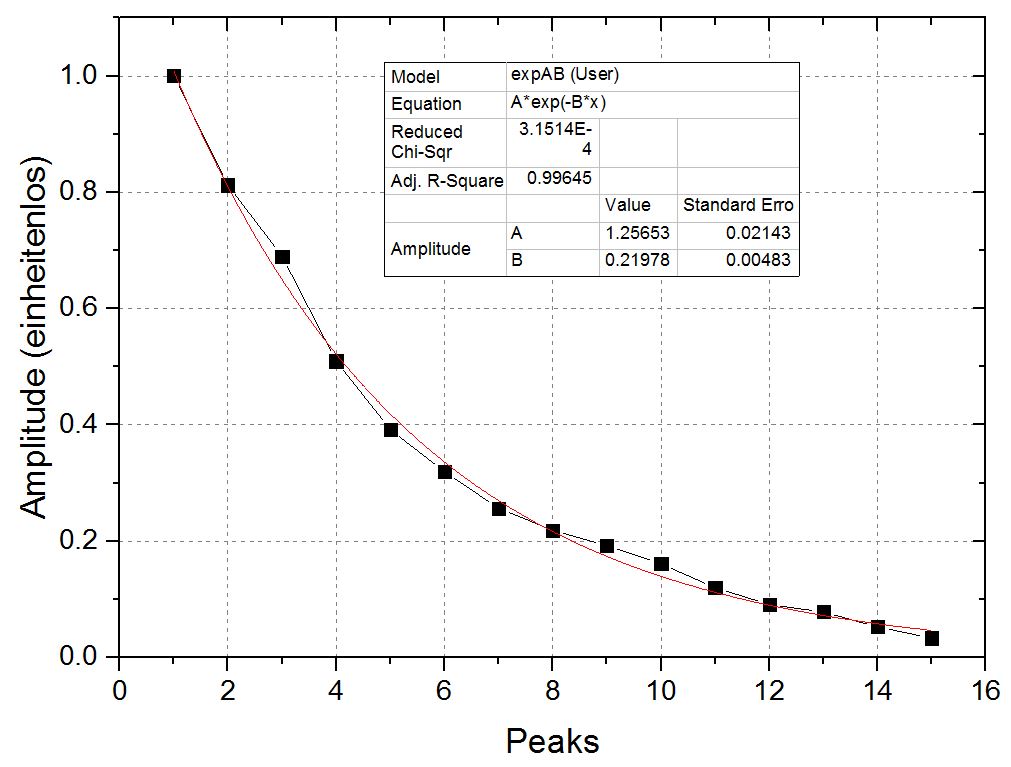 Model expAB (User)
Equation A*exp(-B*x)
Reduced Chi-Sqr 3.1514E-4
Adj. R-Square 0.99645
Value Standard Erro
Amplitude A 1.25653 0.02143
B 0.21978 0.00483
Amplitude (einheitenlos)
1.0
0.8
0.6
0.4
0.2
0.0
0 2 4 6 8 10 12 14 16
Peaks